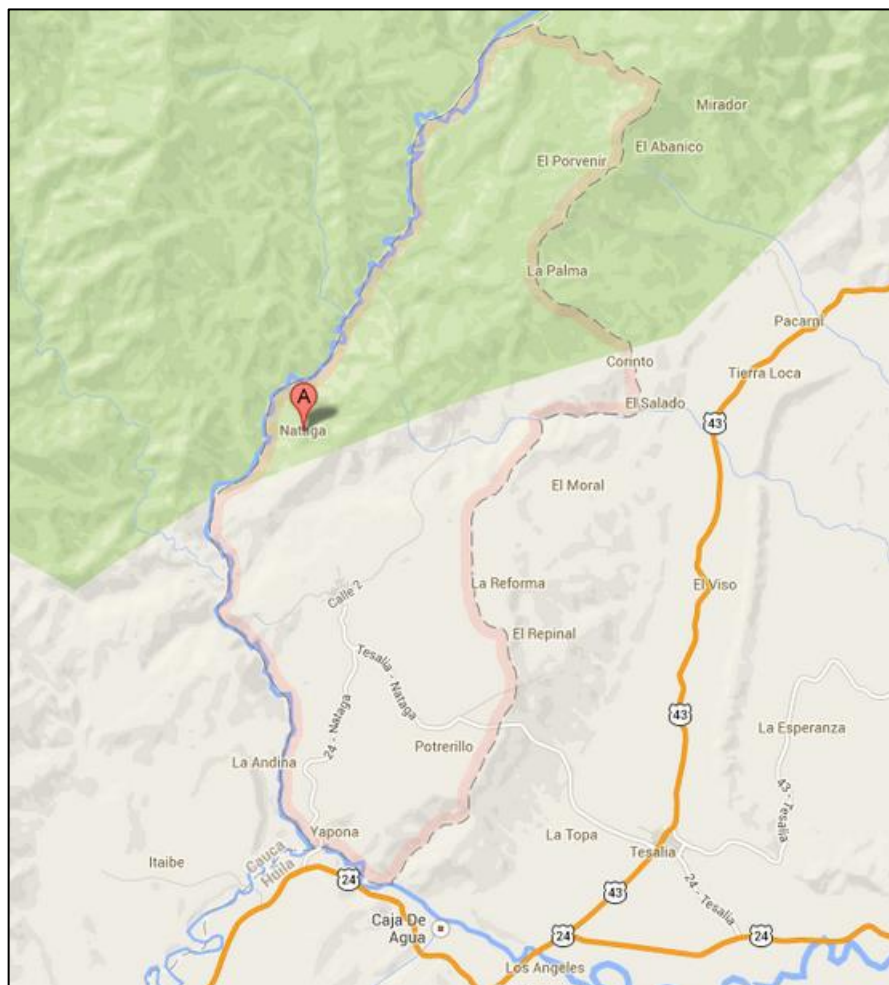 Mirador
El Abanico
El Porvenir
La Palma
Pacarni
Corinto
Tierra Loca
A
El Salado
43
Nataga
El Moral
La Reforma
El Viso
Calle 2
El Repinal
Tesalia - Nataga
43
24 - Nataga
La Esperanza
Potrerillo
La Andina
43 - Tesalia
Yapona
La Topa
Tesalia
Itaibe
Cauca
Huila
24
43
24 - Tesalia
Caja De
Agua
24
24
Los Angeles